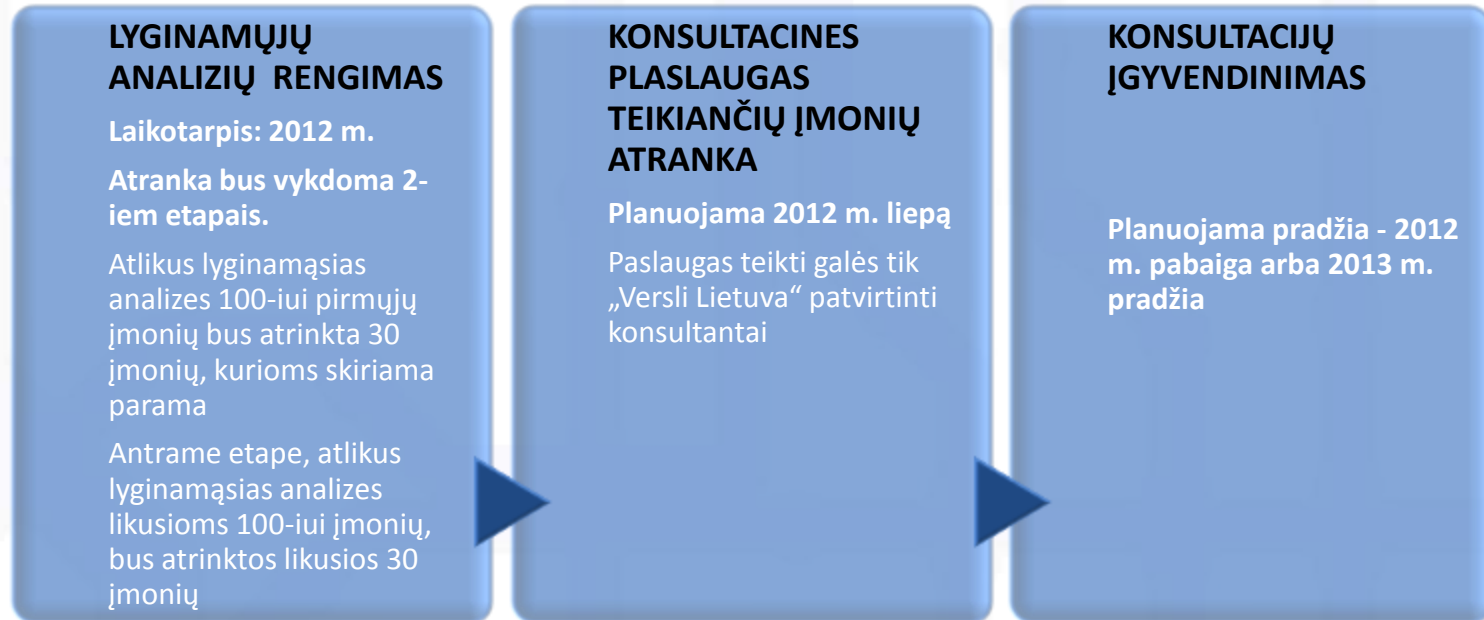 LYGINAMŲJŲ
ANALIZIŲ RENGIMAS
Laikotarpis: 2012 m.
Atranka bus vykdoma 2-
iem etapais.
Atlikus lyginamąsias
analizes 100-iui pirmųjų
įmonių bus atrinkta 30
įmonių, kurioms skiriama
parama
Antrame etape, atlikus
lyginamąsias analizes
likusioms 100-iui įmonių,
bus atrinktos likusios 30
įmonių
KONSULTACINES
PLASLAUGAS
TEIKIANČIŲ ĮMONIŲ
ATRANKA
Planuojama 2012 m. liepą
Paslaugas teikti galės tik
„Versli Lietuva“ patvirtinti
konsultantai
KONSULTACIJŲ
ĮGYVENDINIMAS
Planuojama pradžia - 2012
m. pabaiga arba 2013 m.
pradžia